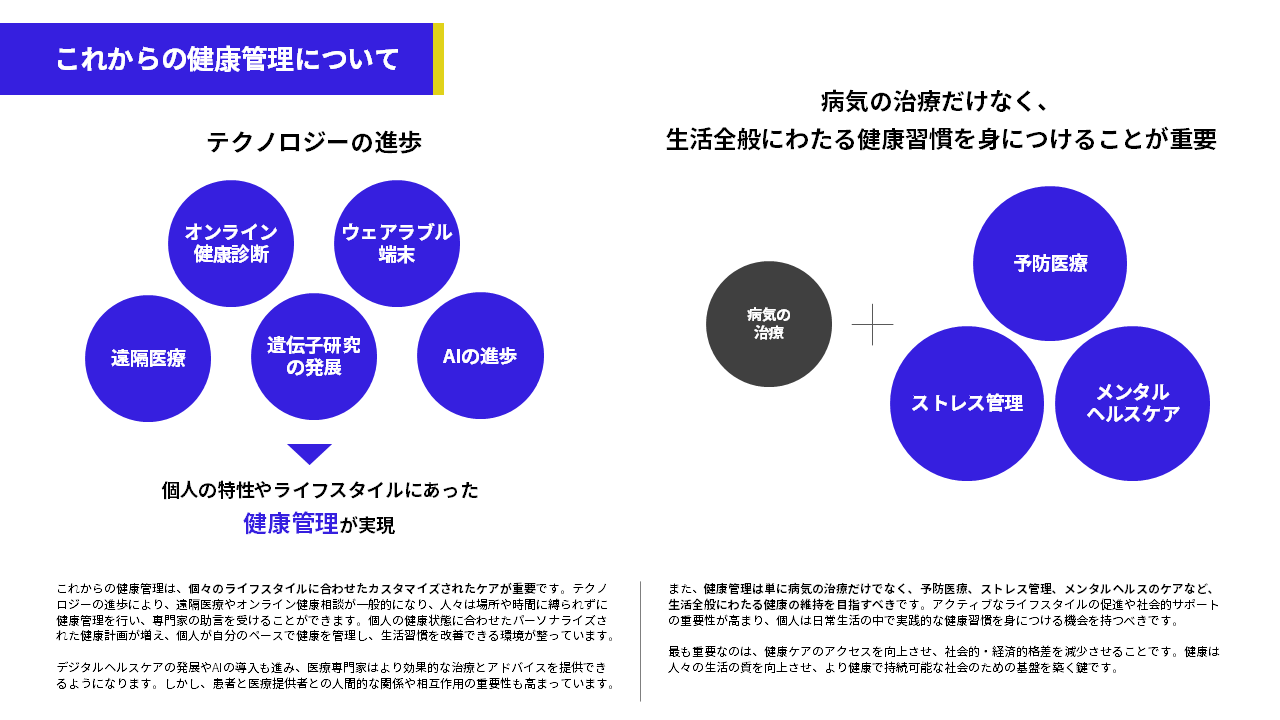 これからの健康管理について
テクノロジーの進歩
オンライン
健康診断
ウェアラブル
端末
遠隔医療
遺伝子研究
の発展
AIの進歩
個人の特性やライフスタイルにあった
健康管理が実現
これからの健康管理は、個々のライフスタイルに合わせたカスタマイズされたケアが重要です。テクノ
ロジーの進歩により、遠隔医療やオンライン健康相談が一般的になり、人々は場所や時間に縛られずに
健康管理を行い、専門家の助言を受けることができます。個人の健康状態に合わせたパーソナライズさ
れた健康計画が増え、個人が自分のペースで健康を管理し、生活習慣を改善できる環境が整っています。
デジタルヘルスケアの発展やAIの導入も進み、医療専門家はより効果的な治療とアドバイスを提供でき
るようになります。しかし、患者と医療提供者との人間的な関係や相互作用の重要性も高まっています。
病気の治療だけなく、
生活全般にわたる健康習慣を身につけることが重要
病気の
治療
予防医療
ストレス管理
メンタル
ヘルスケア
また、健康管理は単に病気の治療だけでなく、予防医療、ストレス管理、メンタルヘルスのケアなど、
生活全般にわたる健康の維持を目指すべきです。アクティブなライフスタイルの促進や社会的サポート
の重要性が高まり、個人は日常生活の中で実践的な健康習慣を身につける機会を持つべきです。
最も重要なのは、健康ケアのアクセスを向上させ、社会的・経済的格差を減少させることです。健康は
人々の生活の質を向上させ、より健康で持続可能な社会のための基盤を築く鍵です。